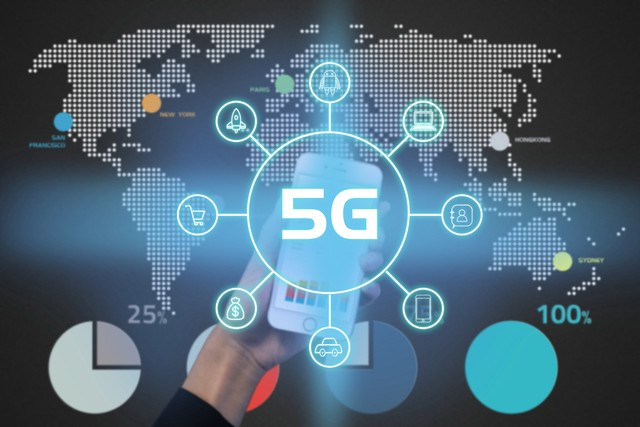 PARIS
NEW YORK
SAN
FRANCISCO
HONGKONG
5G
SYDNEY
25%
100%